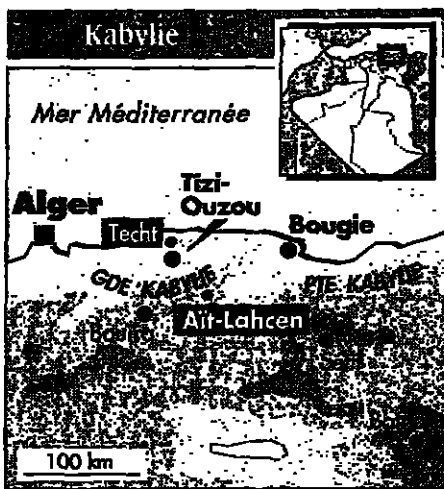 Kabylie
Mer Méditerranée
Alger
Techt
Tizi-
Ouzou
Bougie
GDE KABYLIE
PTE KABYLIE
Aït-Lahcen
100 km